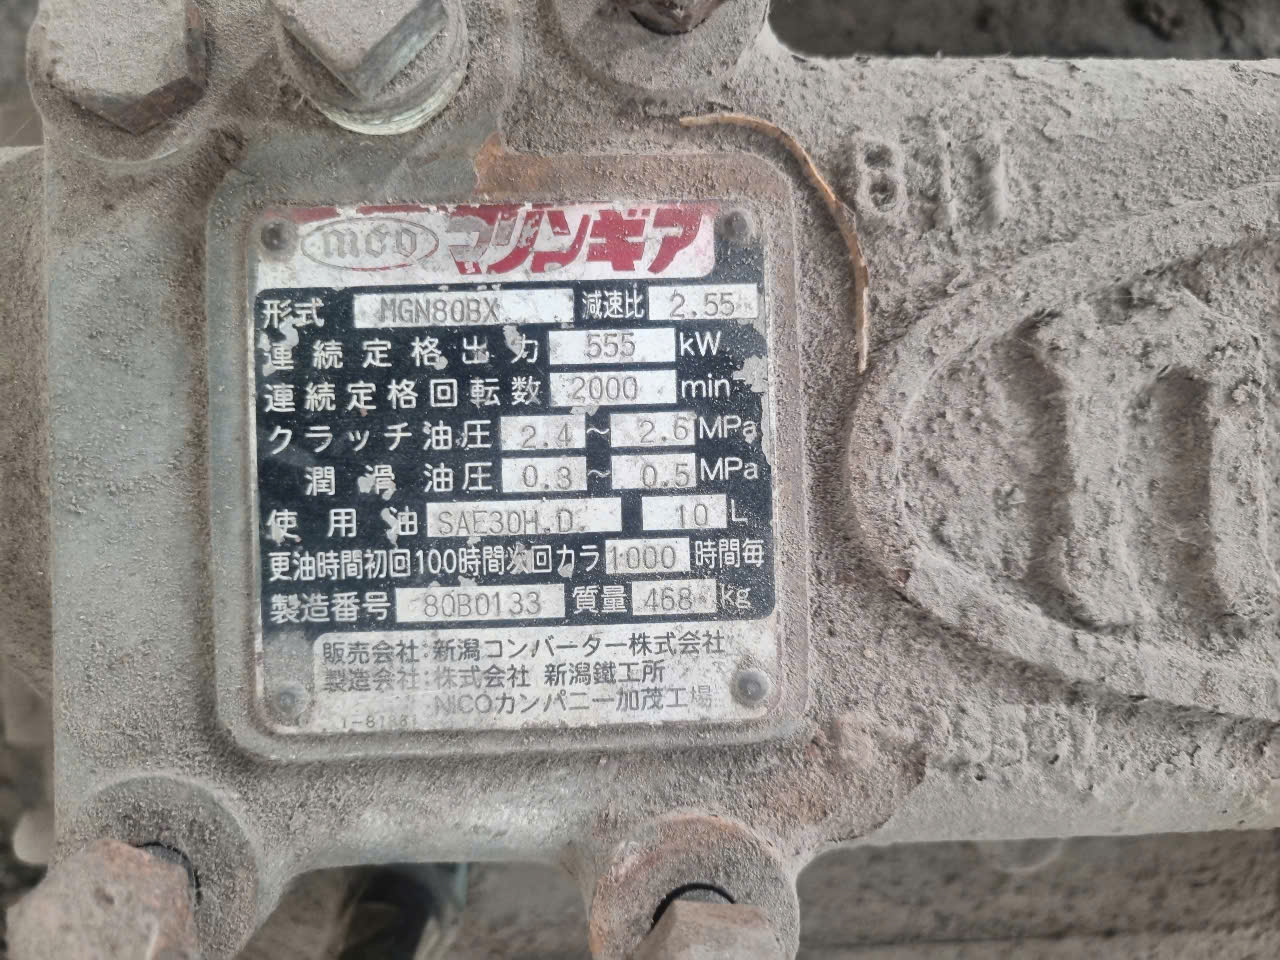 マリンギア
形式 MGN80BX 減速比 2.55
連続定格出力 555 kW
連続定格回転数 2000 min
クラッチ油圧 2.4 ~ 2.6 MPa
潤滑油圧 0.3 ~ 0.5 MPa
使用油 SAE30H.D. 10 L
更油時間初回100時間次回カラ 1000 時間毎
製造番号 80B0133 質量 468 kg
販売会社:新潟コンバーター株式会社
製造会社:株式会社 新潟鐵工所
NICOカンパニー加茂工場